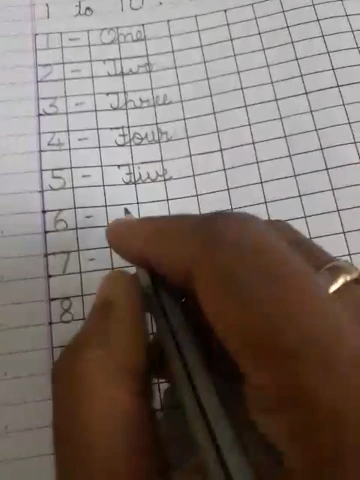 1 to 10.
1 - One
2 - Two
3 - Three
4 - Four
5 - Five
6 -
7 -
8